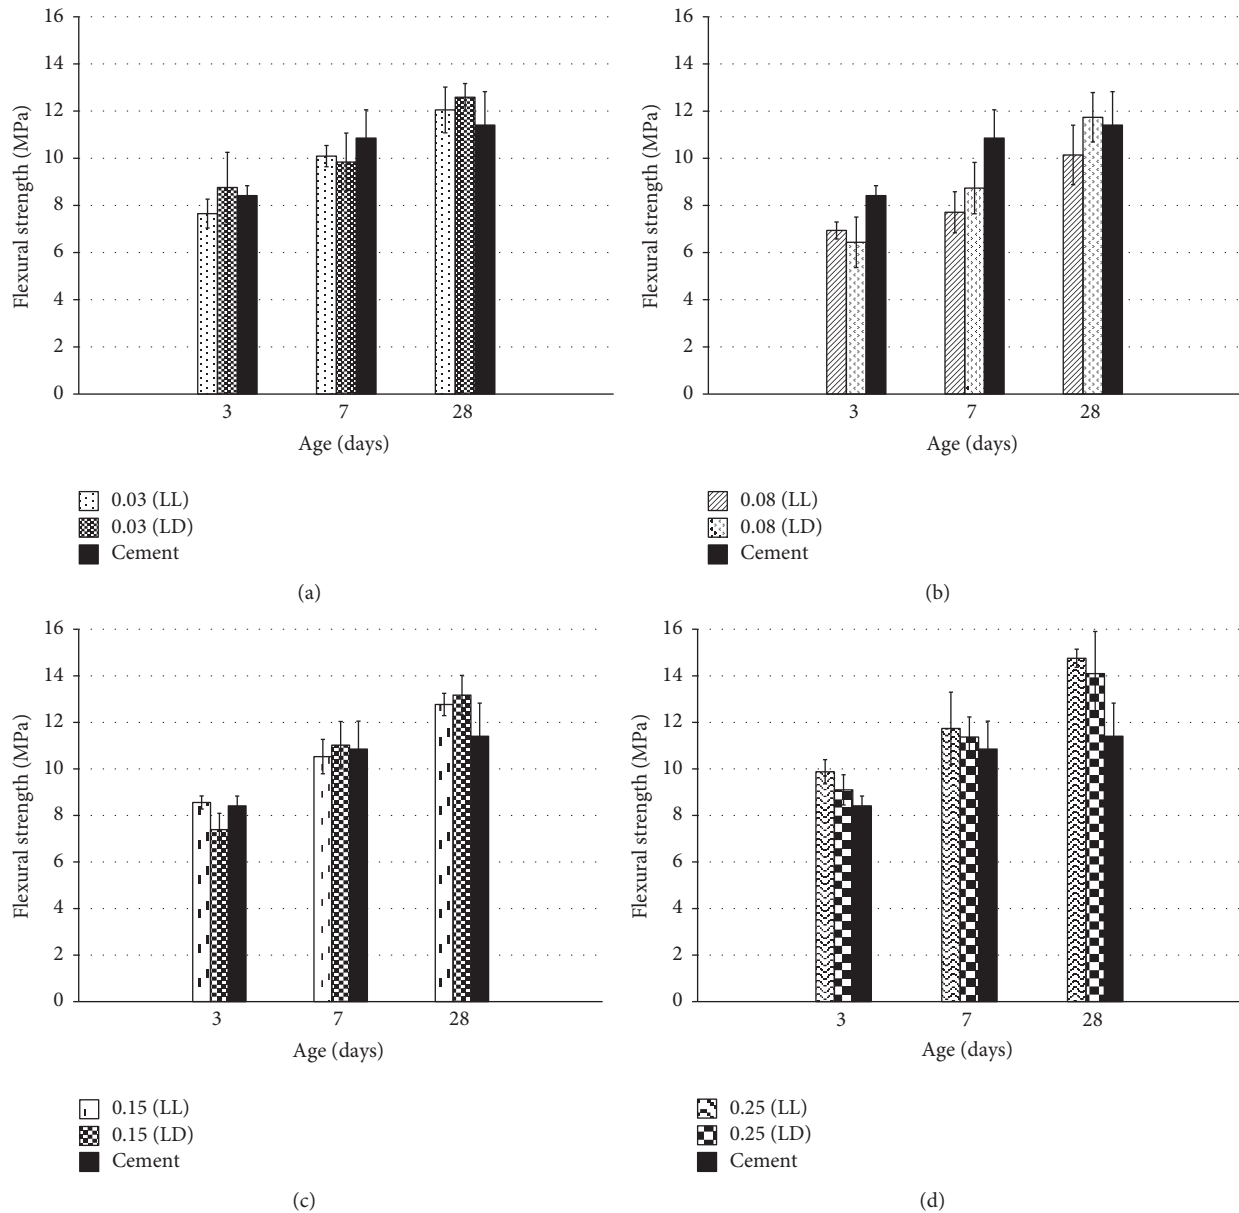 16
14
12
10
8
6
4
2
0
Flexural strength (MPa)
3 7 28
Age (days)
0.03 (LL)
0.03 (LD)
Cement
(a)
16
14
12
10
8
6
4
2
0
Flexural strength (MPa)
3 7 28
Age (days)
0.08 (LL)
0.08 (LD)
Cement
(b)
16
14
12
10
8
6
4
2
0
Flexural strength (MPa)
3 7 28
Age (days)
0.15 (LL)
0.15 (LD)
Cement
(c)
16
14
12
10
8
6
4
2
0
Flexural strength (MPa)
3 7 28
Age (days)
0.25 (LL)
0.25 (LD)
Cement
(d)